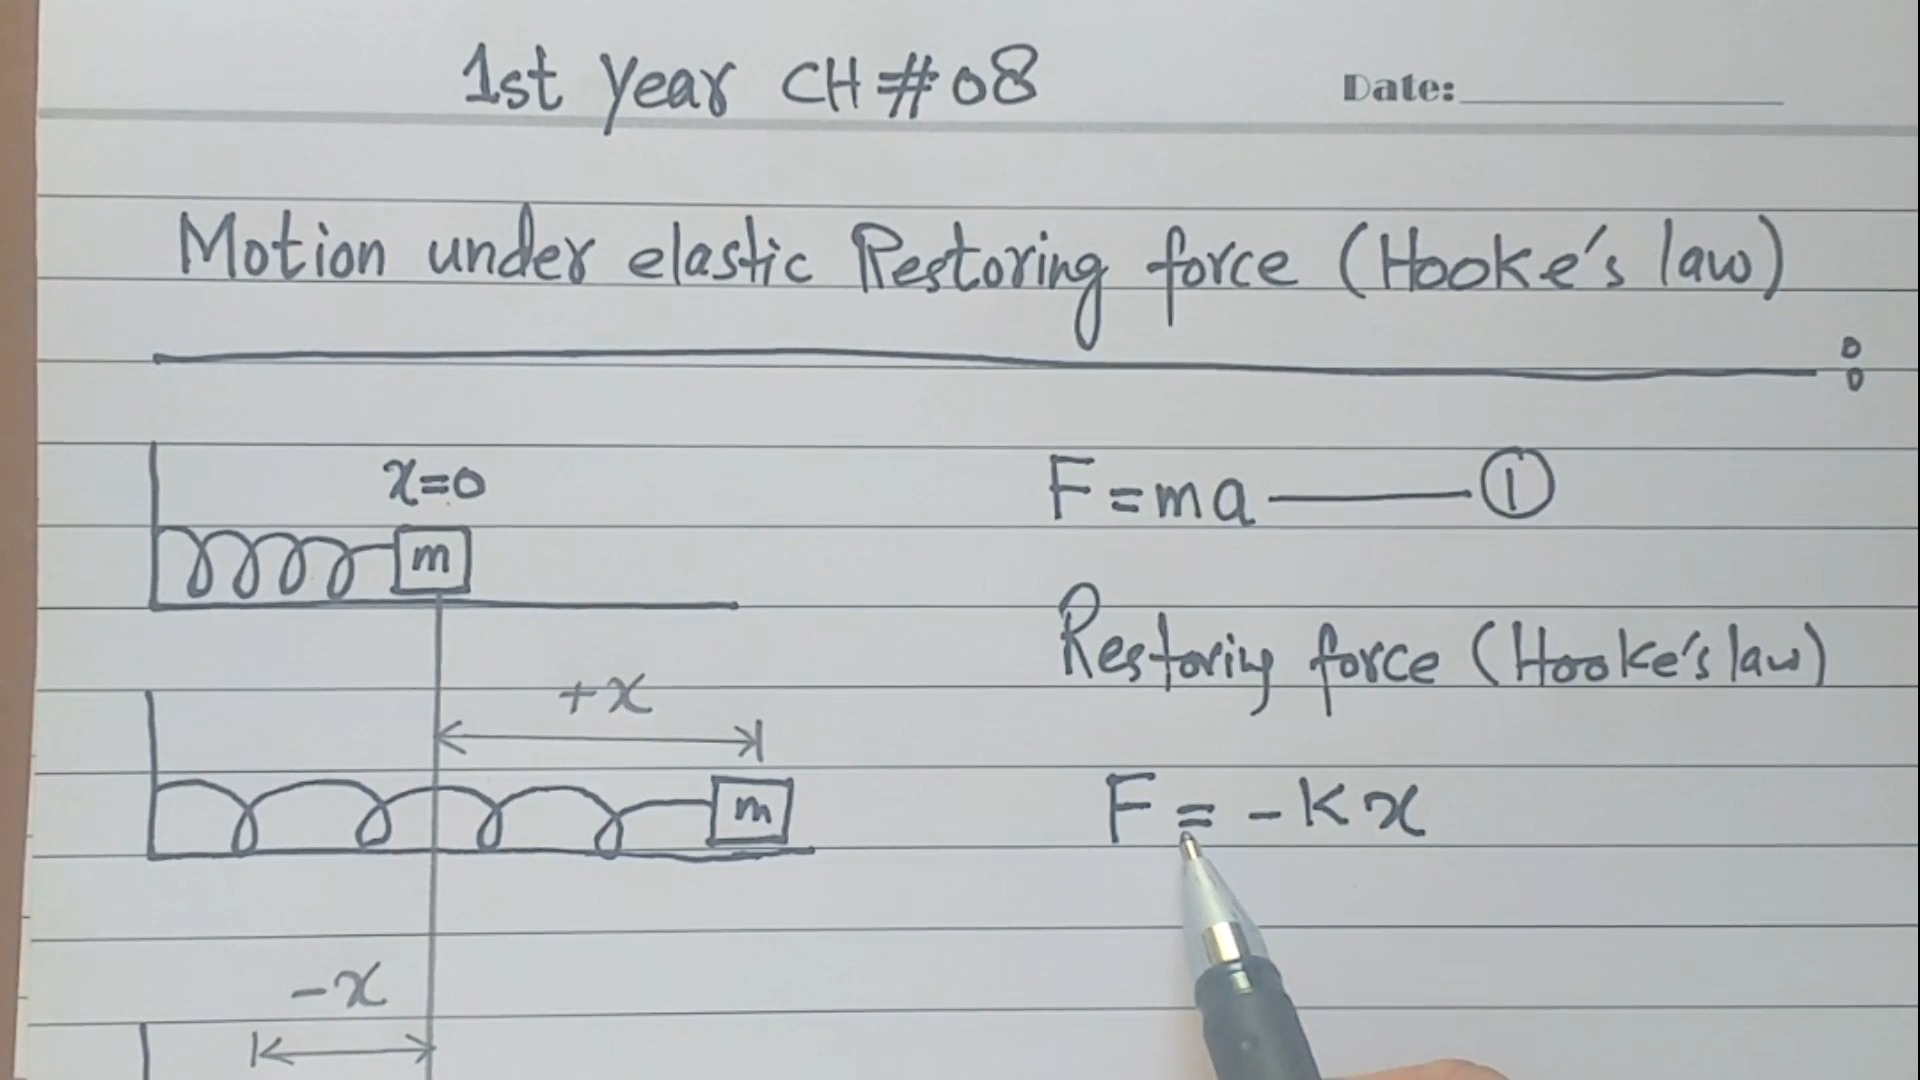 1st Year CH#08
Date:
Motion under elastic Restoring force (Hooke's law)
x=0
m
F=ma ——— ①
Restoring force (Hooke's law)
+x
m
F = -Kx
-x